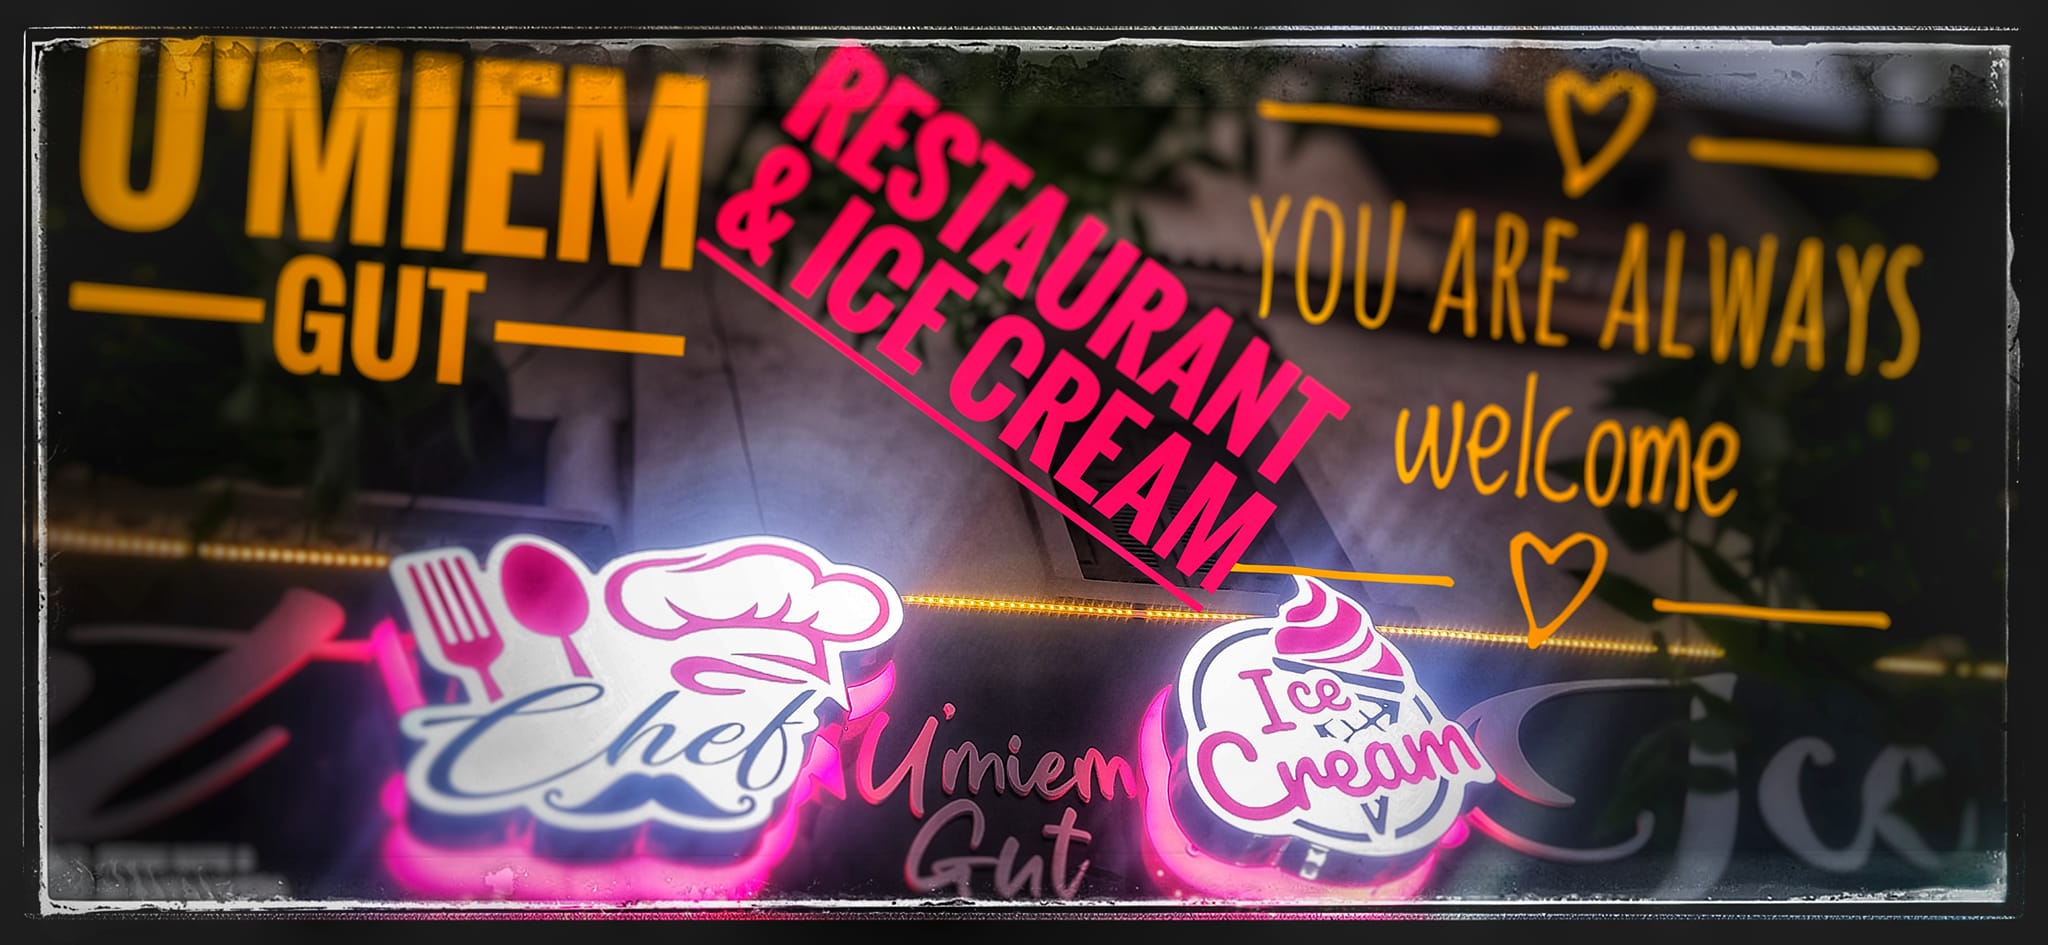 U'MIEM
GUT
RESTAURANT
& ICE CREAM
YOU ARE ALWAYS
welcome
Chef
U'miem
Gut
Ice
Cream